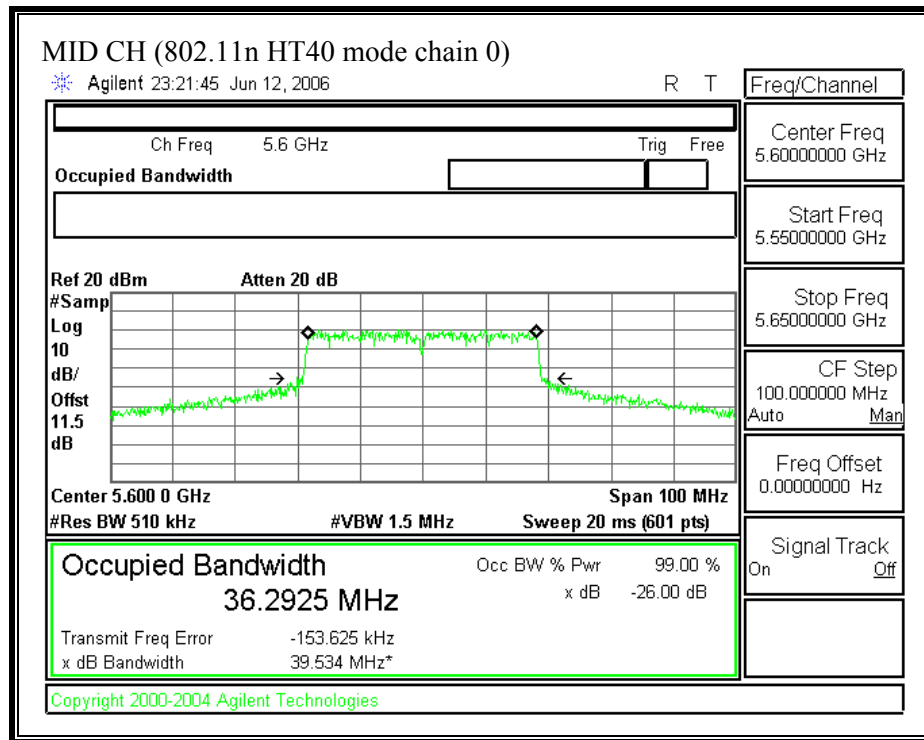 MID CH (802.11n HT40 mode chain 0)
Agilent 23:21:45 Jun 12, 2006 R T
Freq/Channel
Ch Freq 5.6 GHz Trig Free
Occupied Bandwidth
Center Freq
5.60000000 GHz
Start Freq
5.55000000 GHz
Stop Freq
5.65000000 GHz
CF Step
100.000000 MHz
Auto Man
Freq Offset
0.00000000 Hz
Signal Track
On Off
Ref 20 dBm Atten 20 dB
#Samp
Log
10
dB/
Offst
11.5
dB
Center 5.600 0 GHz Span 100 MHz
#Res BW 510 kHz #VBW 1.5 MHz Sweep 20 ms (601 pts)
Occupied Bandwidth Occ BW % Pwr 99.00 %
36.2925 MHz x dB -26.00 dB
Transmit Freq Error -153.625 kHz
x dB Bandwidth 39.534 MHz*
Copyright 2000-2004 Agilent Technologies